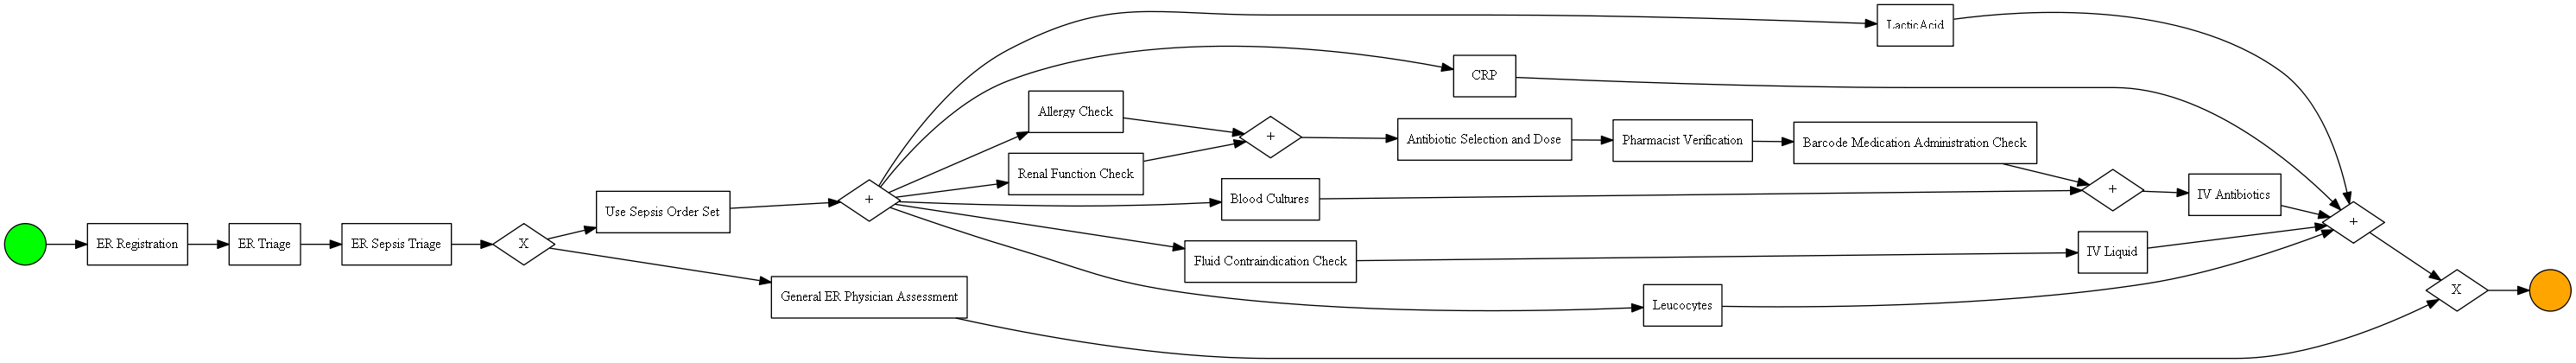 LacticAcid
CRP
Allergy Check
+
Antibiotic Selection and Dose
Pharmacist Verification
Barcode Medication Administration Check
Renal Function Check
+
IV Antibiotics
Use Sepsis Order Set
+
Blood Cultures
+
ER Registration
ER Triage
ER Sepsis Triage
X
Fluid Contraindication Check
IV Liquid
General ER Physician Assessment
Leucocytes
X